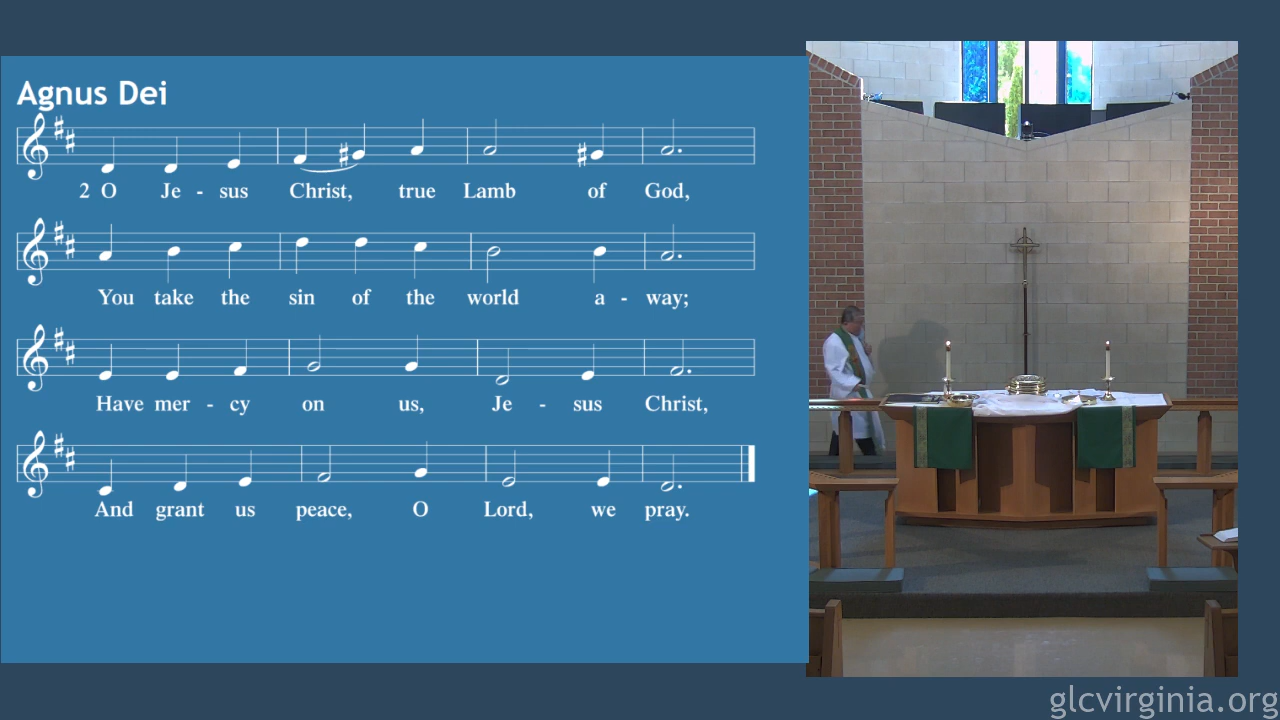 Agnus Dei
2 O Je - sus Christ, true Lamb of God,
You take the sin of the world a - way;
Have mer - cy on us, Je - sus Christ,
And grant us peace, O Lord, we pray.
glcvirginia.org